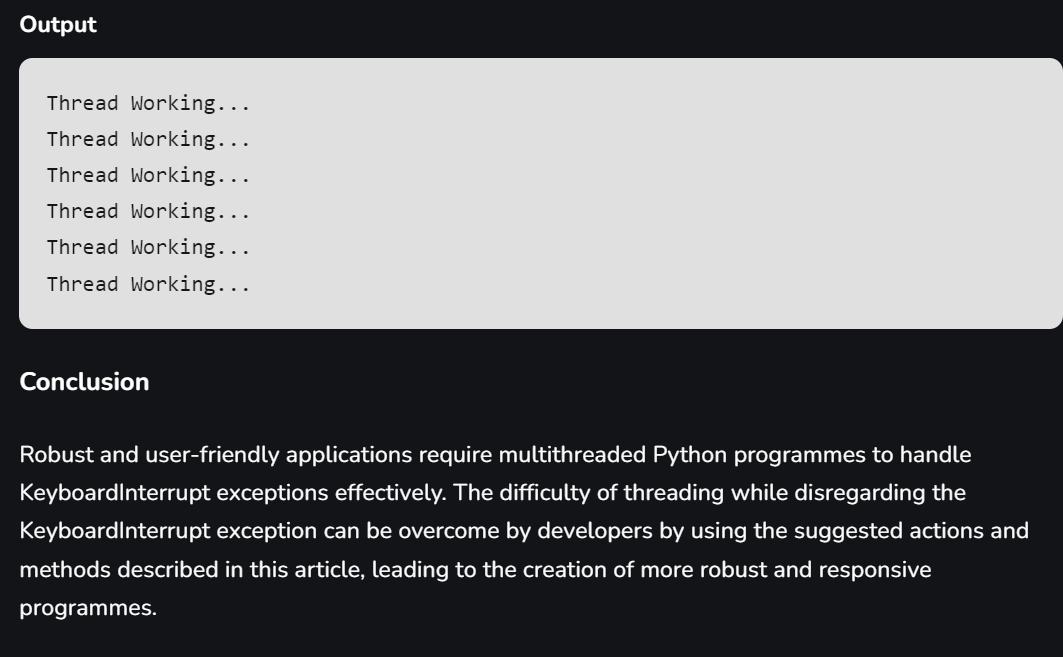 Output
Thread Working...
Thread Working...
Thread Working...
Thread Working...
Thread Working...
Thread Working...
Conclusion
Robust and user-friendly applications require multithreaded Python programmes to handle
KeyboardInterrupt exceptions effectively. The difficulty of threading while disregarding the
KeyboardInterrupt exception can be overcome by developers by using the suggested actions and
methods described in this article, leading to the creation of more robust and responsive
programmes.